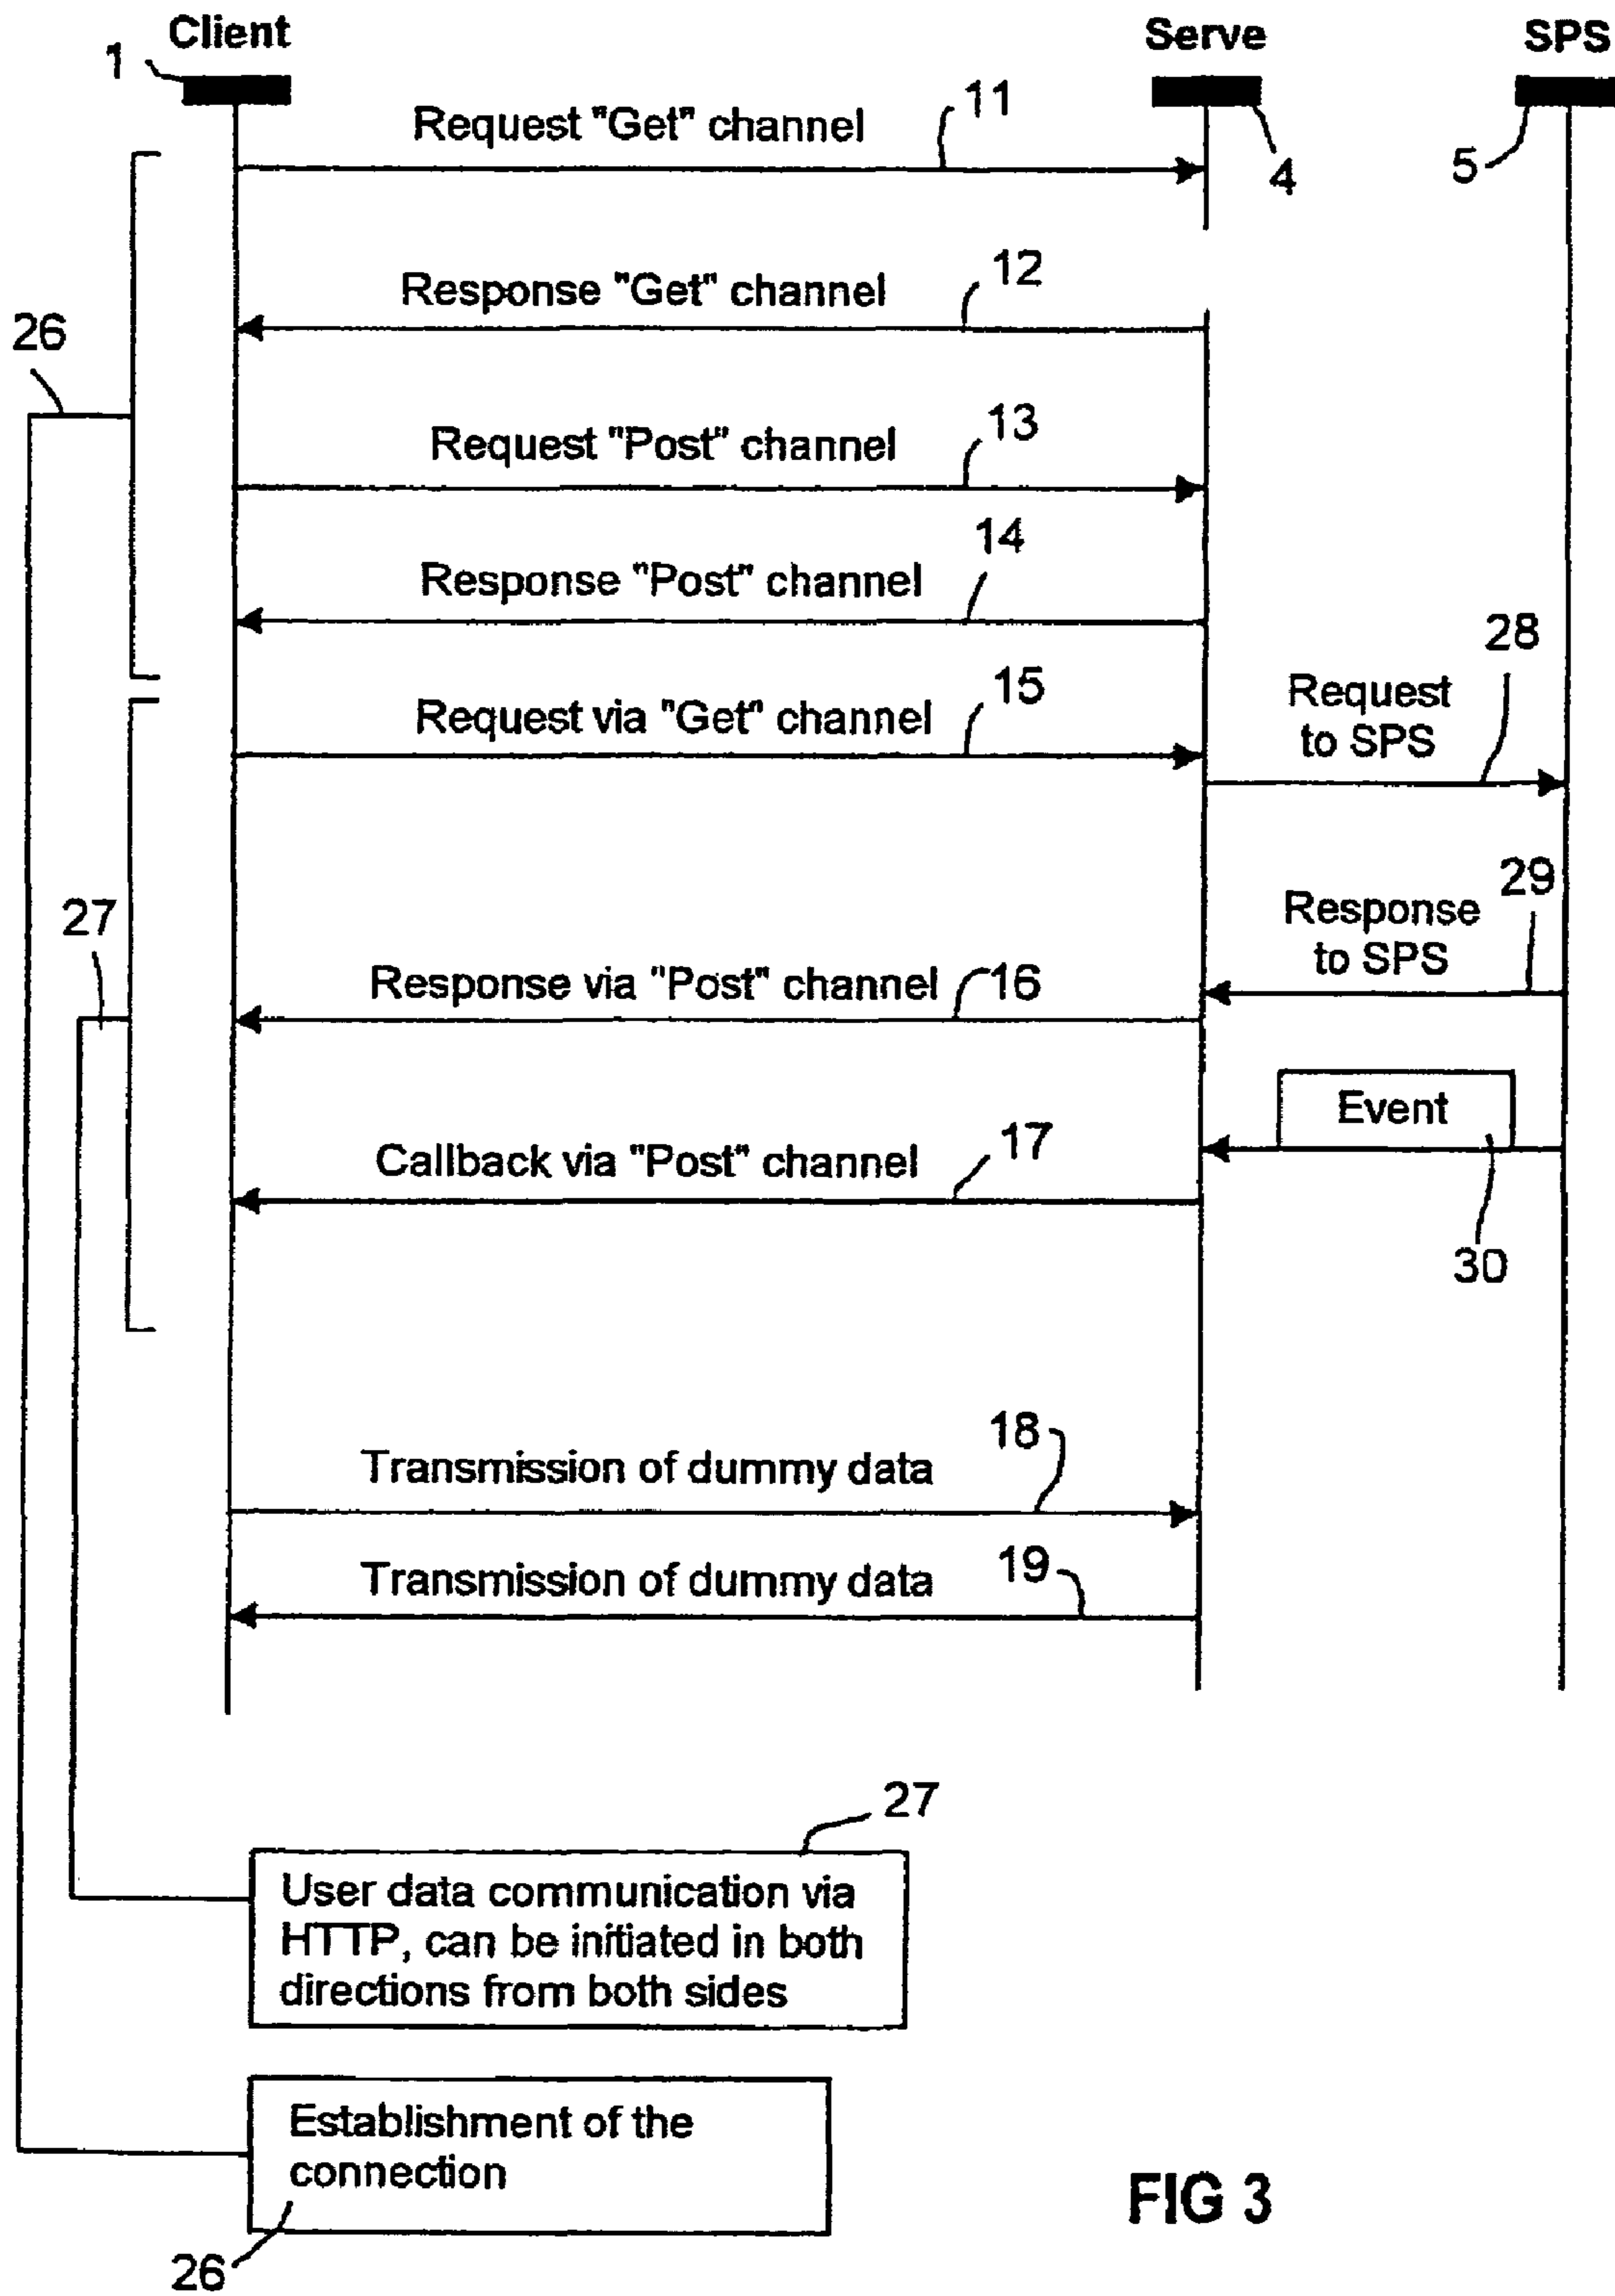 Client
Serve
SPS
1
4
5
Request "Get" channel
11
Response "Get" channel
12
26
Request "Post" channel
13
Response "Post" channel
14
Request via "Get" channel
15
Request
to SPS
28
27
Response
to SPS
29
Response via "Post" channel
16
Event
Callback via "Post" channel
17
30
Transmission of dummy data
18
Transmission of dummy data
19
27
User data communication via
HTTP, can be initiated in both
directions from both sides
Establishment of the
connection
26
FIG 3